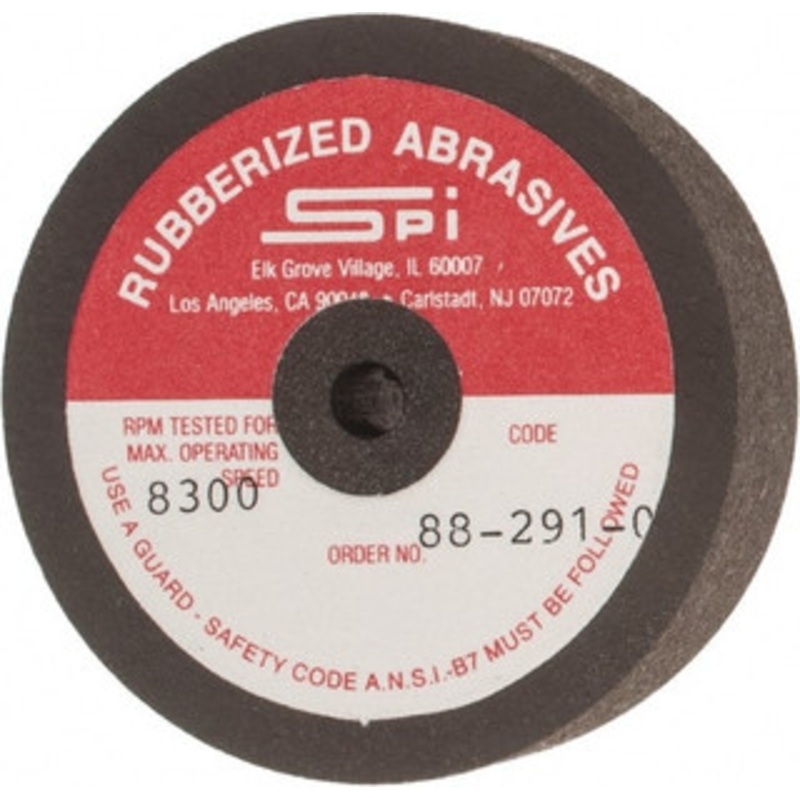 RUBBERIZED ABRASIVES
SPi
Elk Grove Village, IL 60007
Los Angeles, CA • Carlstadt, NJ 07072
RPM TESTED FOR
MAX. OPERATING
SPEED
8300
CODE
88-291-0
ORDER NO.
USE A GUARD - SAFETY CODE A.N.S.I.-B7 MUST BE FOLLOWED